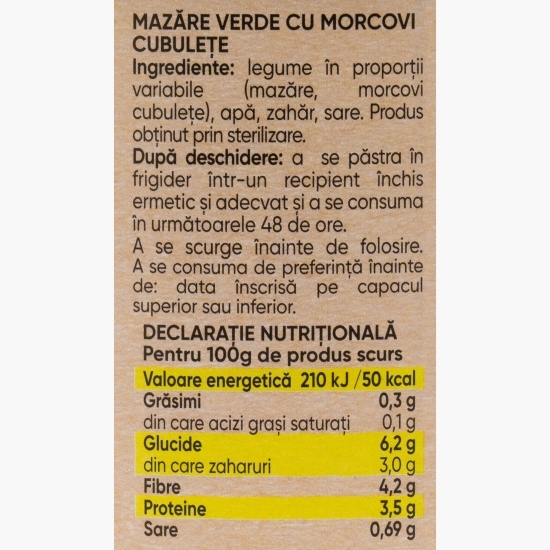 MAZĂRE VERDE CU MORCOVI
CUBULEȚE
Ingrediente: legume în proporții
variabile (mazăre, morcovi
cubulețe), apă, zahăr, sare. Produs
obținut prin sterilizare.
După deschidere: a se păstra în
frigider într-un recipient închis
ermetic și adecvat și a se consuma
în următoarele 48 de ore.
A se scurge înainte de folosire.
A se consuma de preferință înainte
de: data înscrisă pe capacul
superior sau inferior.
DECLARAȚIE NUTRIȚIONALĂ
Pentru 100g de produs scurs
Valoare energetică 210 kJ /50 kcal
Grăsimi 0,3 g
din care acizi grași saturați 0,1 g
Glucide 6,2 g
din care zaharuri 3,0 g
Fibre 4,2 g
Proteine 3,5 g
Sare 0,69 g